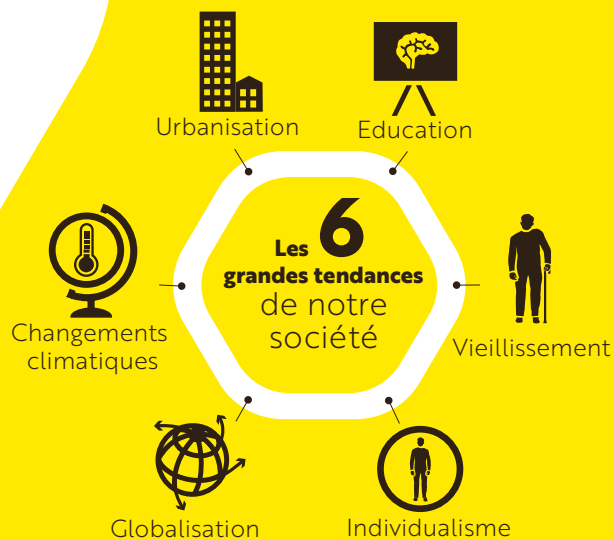 Urbanisation
Education
Les 6
grandes tendances
de notre
société
Changements
climatiques
Vieillissement
Globalisation
Individualisme